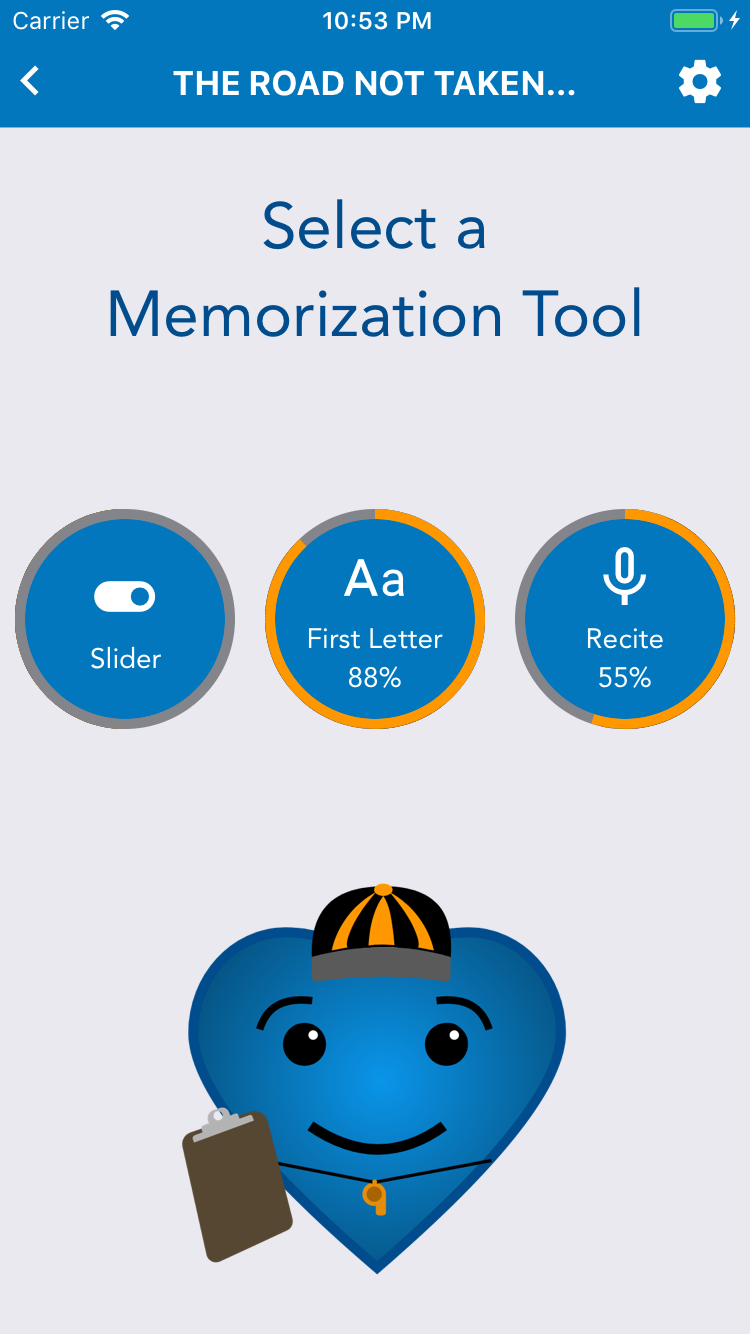 Carrier 10:53 PM
THE ROAD NOT TAKEN...
Select a
Memorization Tool
Aa
Slider
First Letter
88%
Recite
55%